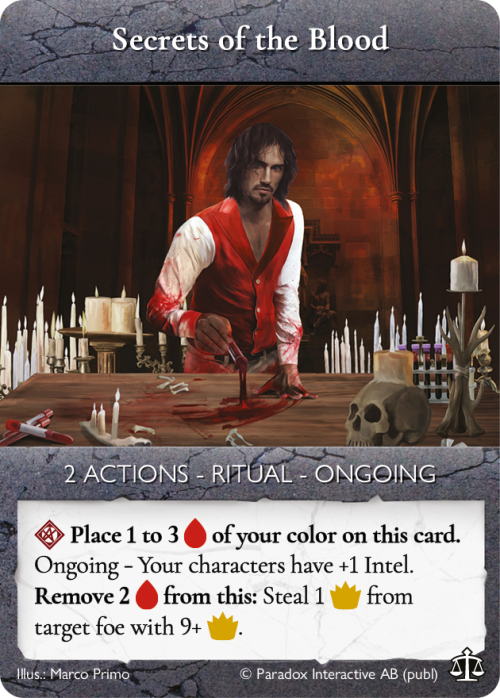 Secrets of the Blood
2 ACTIONS - RITUAL - ONGOING
Place 1 to 3 of your color on this card.
Ongoing - Your characters have +1 Intel.
Remove 2 from this: Steal 1 from
target foe with 9+ .
Illus.: Marco Primo © Paradox Interactive AB (publ)